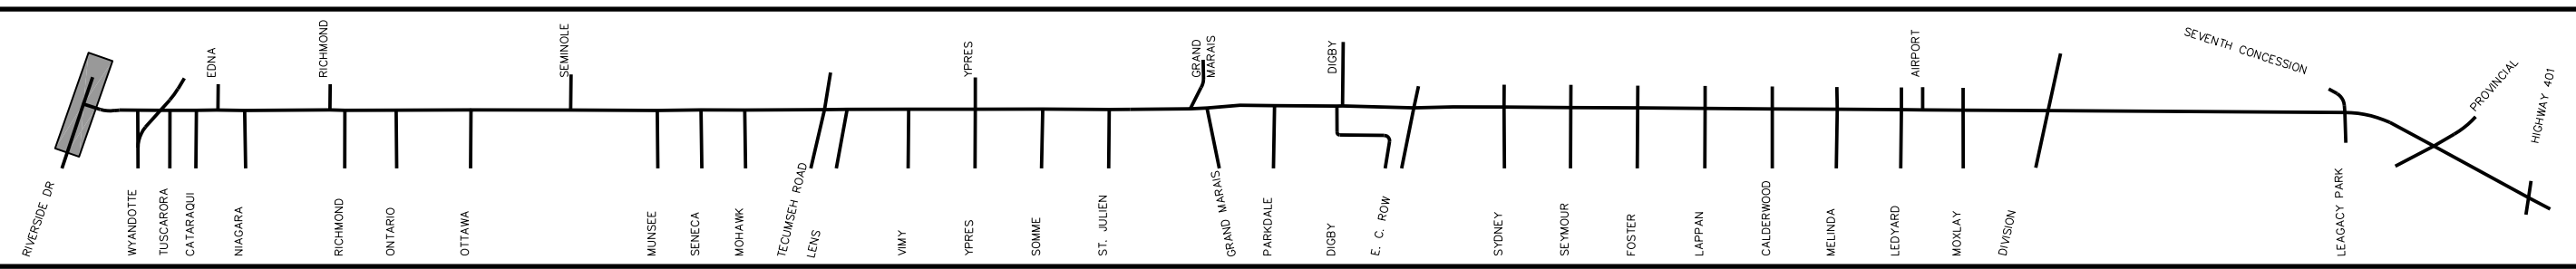 EDNA
RICHMOND
SEMINOLE
YPRES
GRAND
MARAIS
DIGBY
AIRPORT
SEVENTH CONCESSION
PROVINCIAL
HIGHWAY 401
RIVERSIDE DR
WYANDOTTE
TUSCARORA
CATARAQUI
NIAGARA
RICHMOND
ONTARIO
OTTAWA
MUNSEE
SENECA
MOHAWK
TECUMSEH ROAD
LENS
VIMY
YPRES
SOMME
ST. JULIEN
GRAND MARAIS
PARKDALE
DIGBY
E. C. ROW
SYDNEY
SEYMOUR
FOSTER
LAPPAN
CALDERWOOD
MELINDA
LEDYARD
MOXLAY
DIVISION
LEAGACY PARK